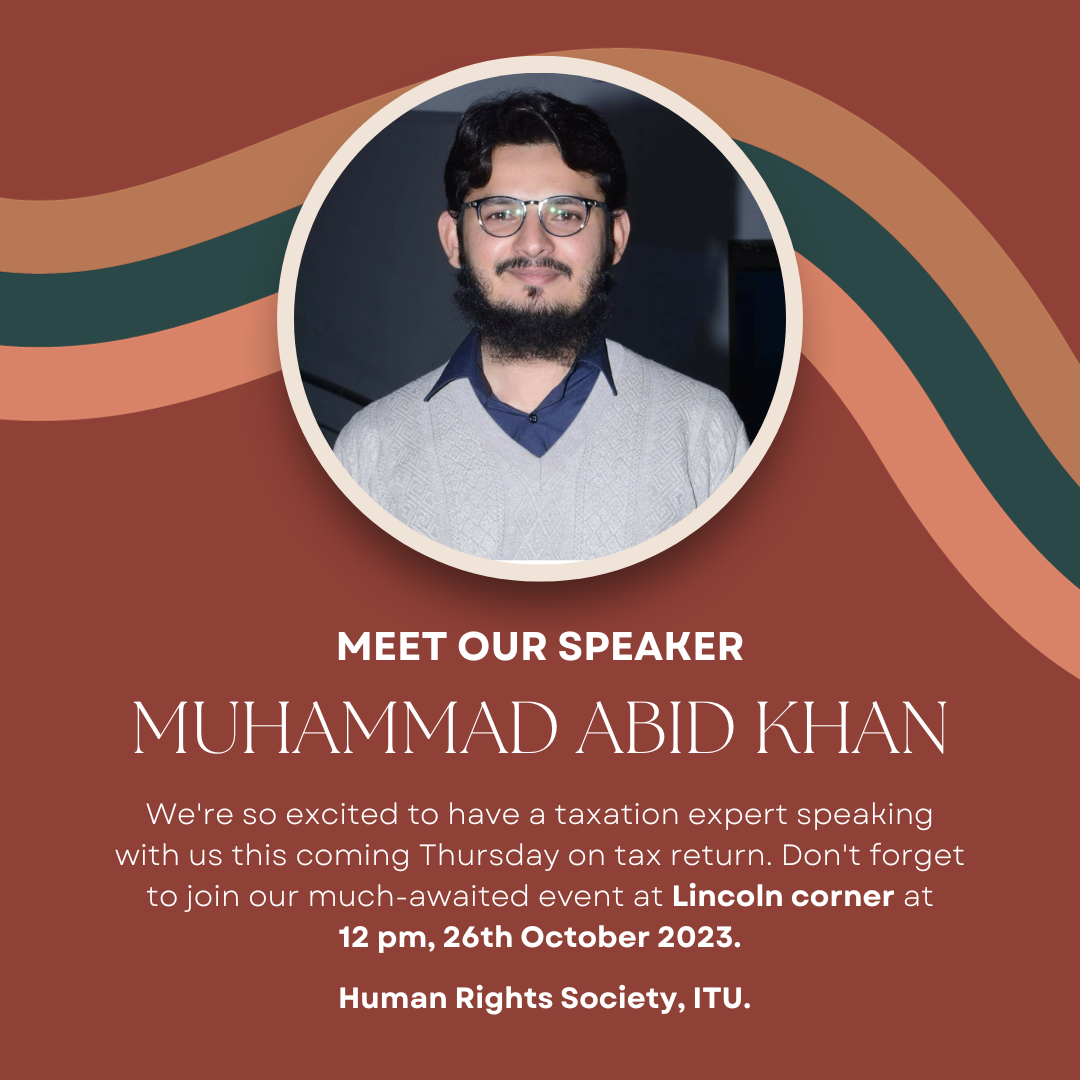 MEET OUR SPEAKER
MUHAMMAD ABID KHAN
We're so excited to have a taxation expert speaking
with us this coming Thursday on tax return. Don't forget
to join our much-awaited event at Lincoln corner at
12 pm, 26th October 2023.
Human Rights Society, ITU.